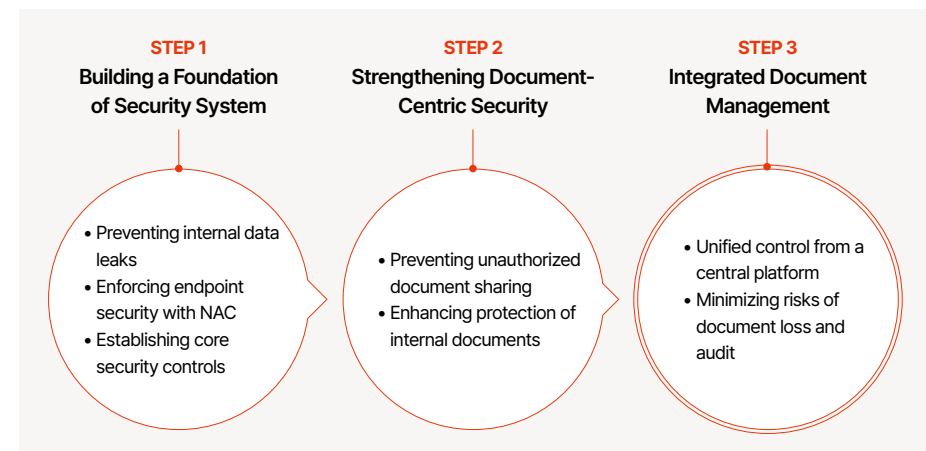 STEP 1
Building a Foundation
of Security System
• Preventing internal data
leaks
• Enforcing endpoint
security with NAC
• Establishing core
security controls
STEP 2
Strengthening Document-
Centric Security
• Preventing unauthorized
document sharing
• Enhancing protection of
internal documents
STEP 3
Integrated Document
Management
• Unified control from a
central platform
• Minimizing risks of
document loss and
audit